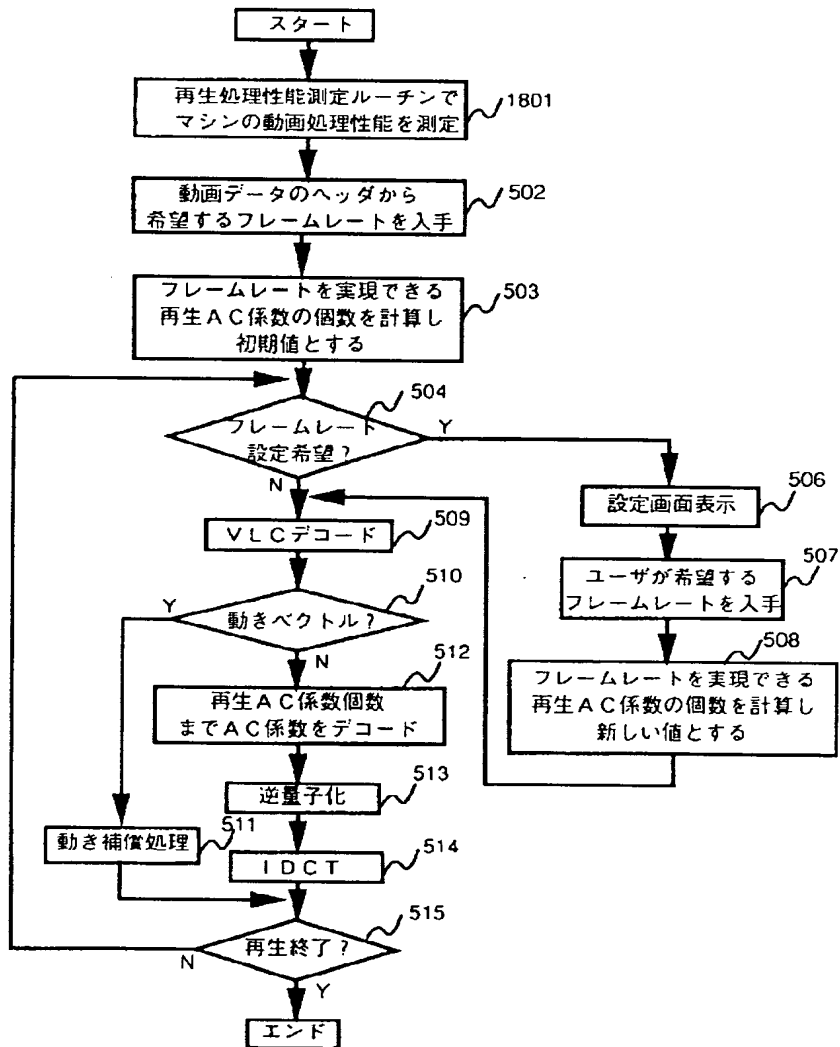 スタート
再生処理性能測定ルーチンで
マシンの動画処理性能を測定
1801
動画データのヘッダから
希望するフレームレートを入手
502
フレームレートを実現できる
再生AC係数の個数を計算し
初期値とする
503
504
フレームレート
設定希望?
Y
N
設定画面表示
506
VLCデコード
509
ユーザが希望する
フレームレートを入手
507
510
動きベクトル?
Y
N
508
フレームレートを実現できる
再生AC係数の個数を計算し
新しい値とする
512
再生AC係数個数
までAC係数をデコード
逆量子化
513
動き補償処理
511
IDCT
514
515
再生終了?
N
Y
エンド